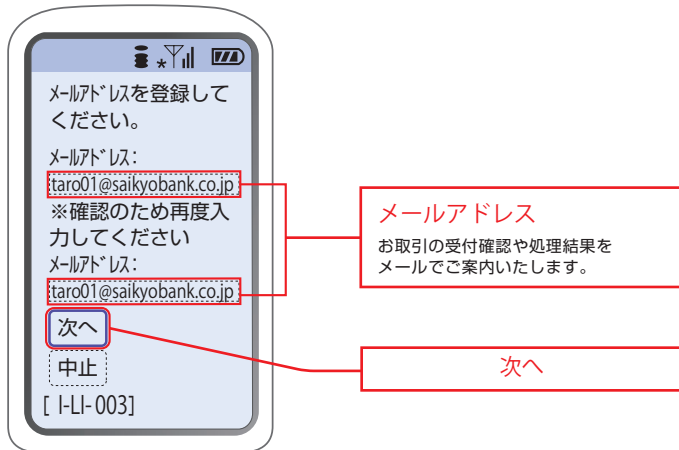 ﾒｰﾙｱﾄﾞﾚｽを登録して
ください。
ﾒｰﾙｱﾄﾞﾚｽ:
taro01@saikyobank.co.jp
※確認のため再度入
力してください
ﾒｰﾙｱﾄﾞﾚｽ:
taro01@saikyobank.co.jp
次へ
中止
[ I-LI-003]
メールアドレス
お取引の受付確認や処理結果を
メールでご案内いたします。
次へ